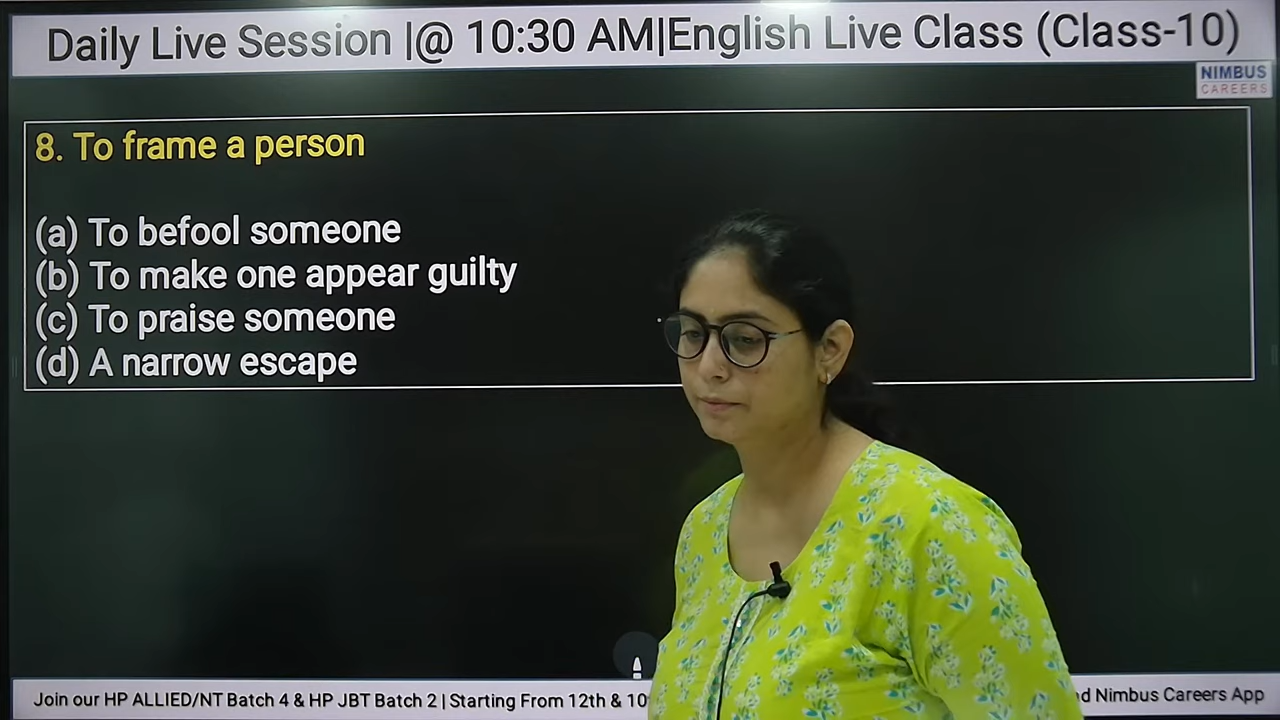 Daily Live Session |@ 10:30 AM|English Live Class (Class-10)
NIMBUS
CAREERS
8. To frame a person
(a) To befool someone
(b) To make one appear guilty
(c) To praise someone
(d) A narrow escape
Join our HP ALLIED/NT Batch 4 & HP JBT Batch 2 | Starting From 12th & 10
Nimbus Careers App